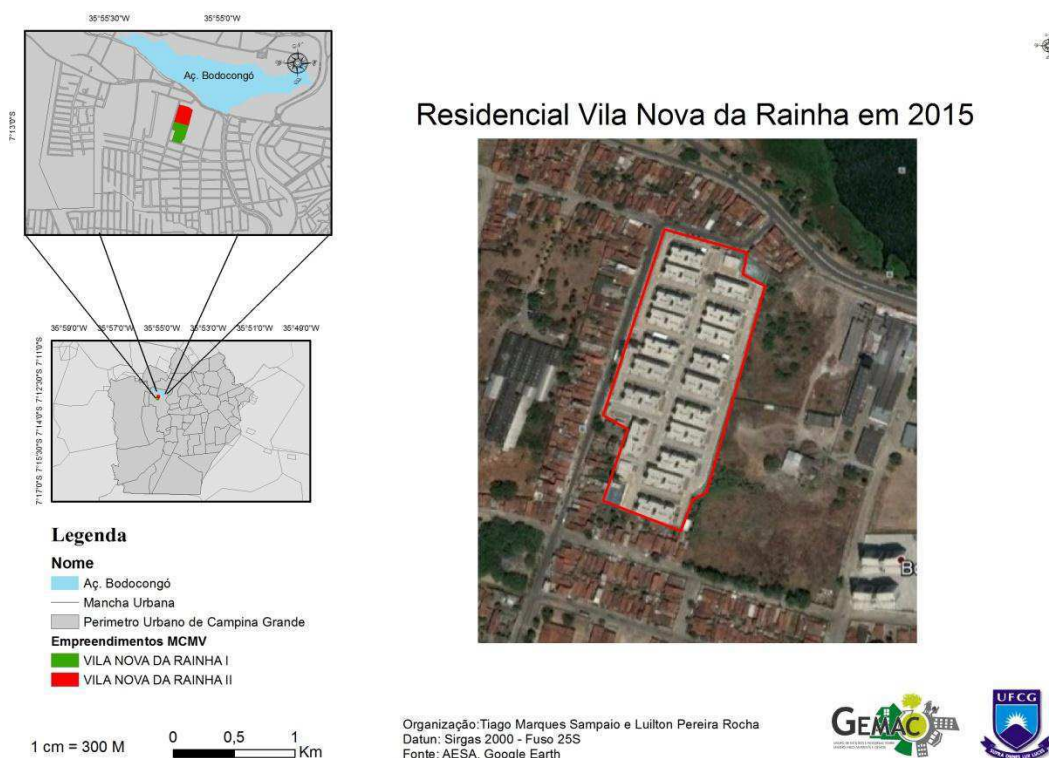 35°55'30"W 35°55'0"W
7°13'0"S
Aç. Bodocongó
Residencial Vila Nova da Rainha em 2015
35°59'0"W 35°57'0"W 35°55'0"W 35°53'0"W 35°51'0"W 35°49'0"W
7°11'0"S
7°12'30"S
7°14'0"S
7°15'30"S
7°17'0"S
Legenda
Nome
Aç. Bodocongó
Mancha Urbana
Perimetro Urbano de Campina Grande
Empreendimentos MCMV
VILA NOVA DA RAINHA I
VILA NOVA DA RAINHA II
1 cm = 300 M
0 0,5 1
Km
Organização:Tiago Marques Sampaio e Luilton Pereira Rocha
Datun: Sirgas 2000 - Fuso 25S
Fonte: AESA, Google Earth
GEMAC
UFCG